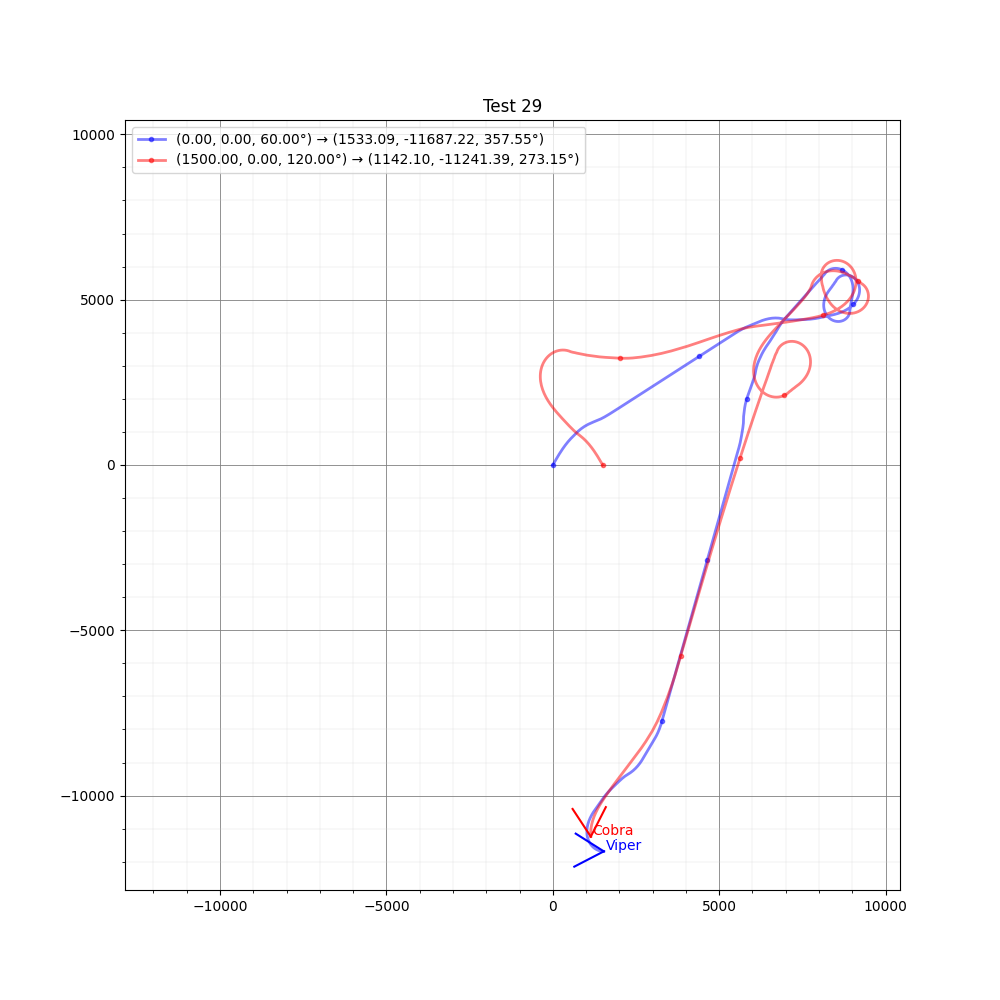 Test 29
(0.00, 0.00, 60.00°) → (1533.09, -11687.22, 357.55°)
(1500.00, 0.00, 120.00°) → (1142.10, -11241.39, 273.15°)
10000
5000
0
−5000
−10000
Cobra
Viper
−10000 −5000 0 5000 10000